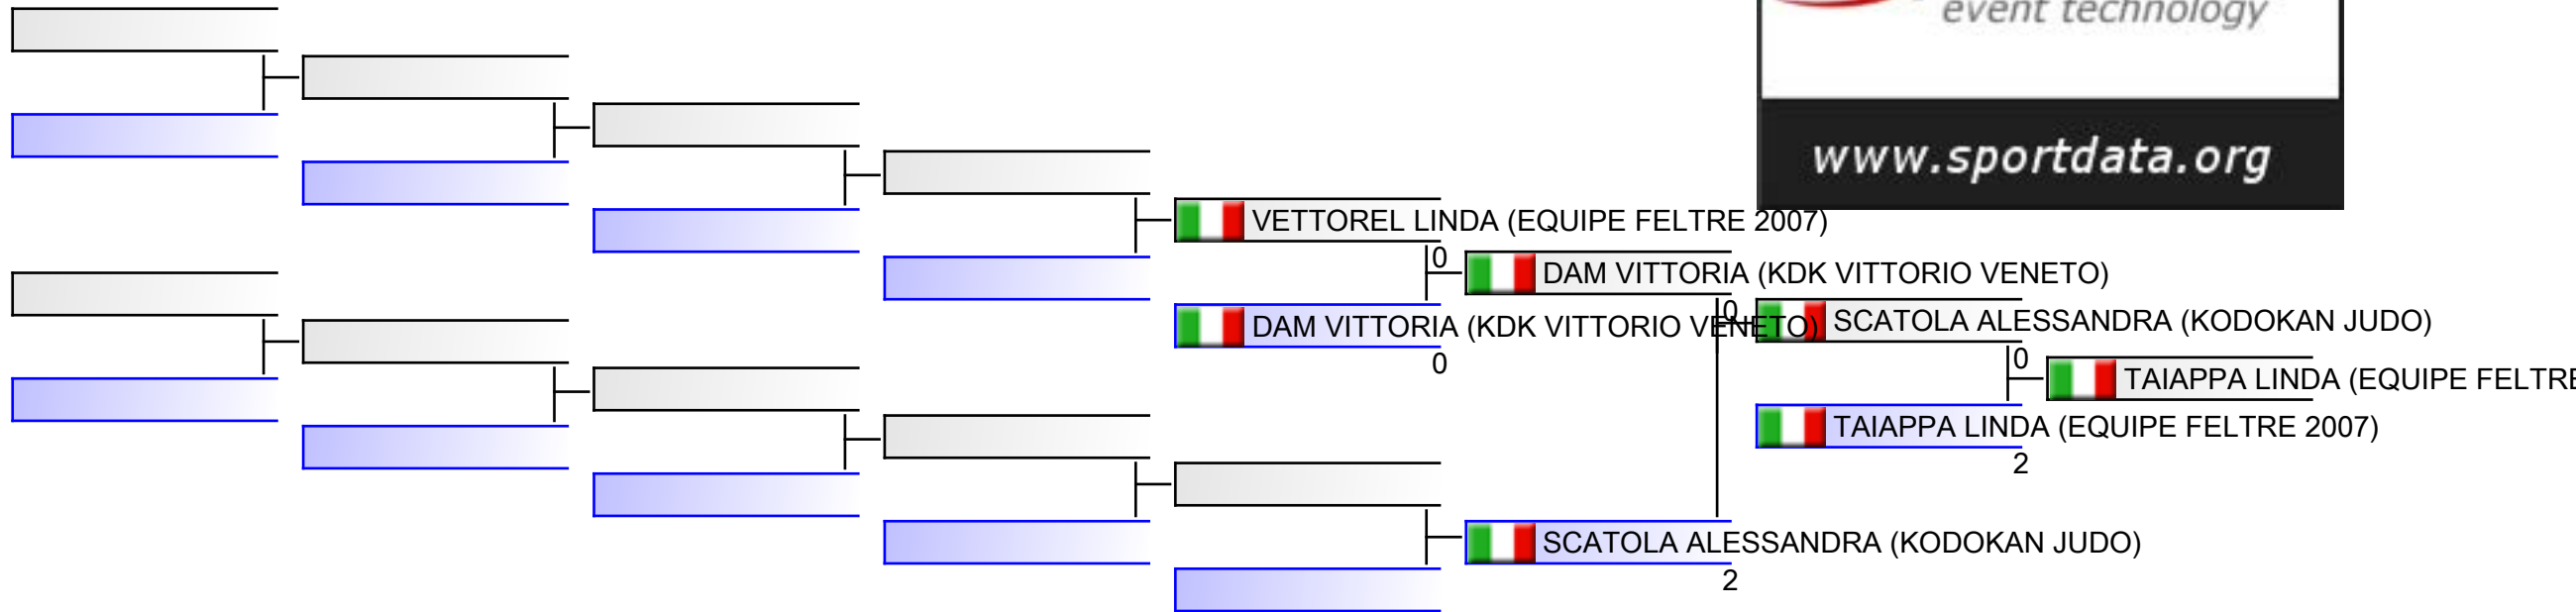 event technology
www.sportdata.org
VETTOREL LINDA (EQUIPE FELTRE 2007)
0
DAM VITTORIA (KDK VITTORIO VENETO)
0
DAM VITTORIA (KDK VITTORIO VENETO)
0
SCATOLA ALESSANDRA (KODOKAN JUDO)
0
TAIAPPA LINDA (EQUIPE FELTRE
TAIAPPA LINDA (EQUIPE FELTRE 2007)
2
SCATOLA ALESSANDRA (KODOKAN JUDO)
2